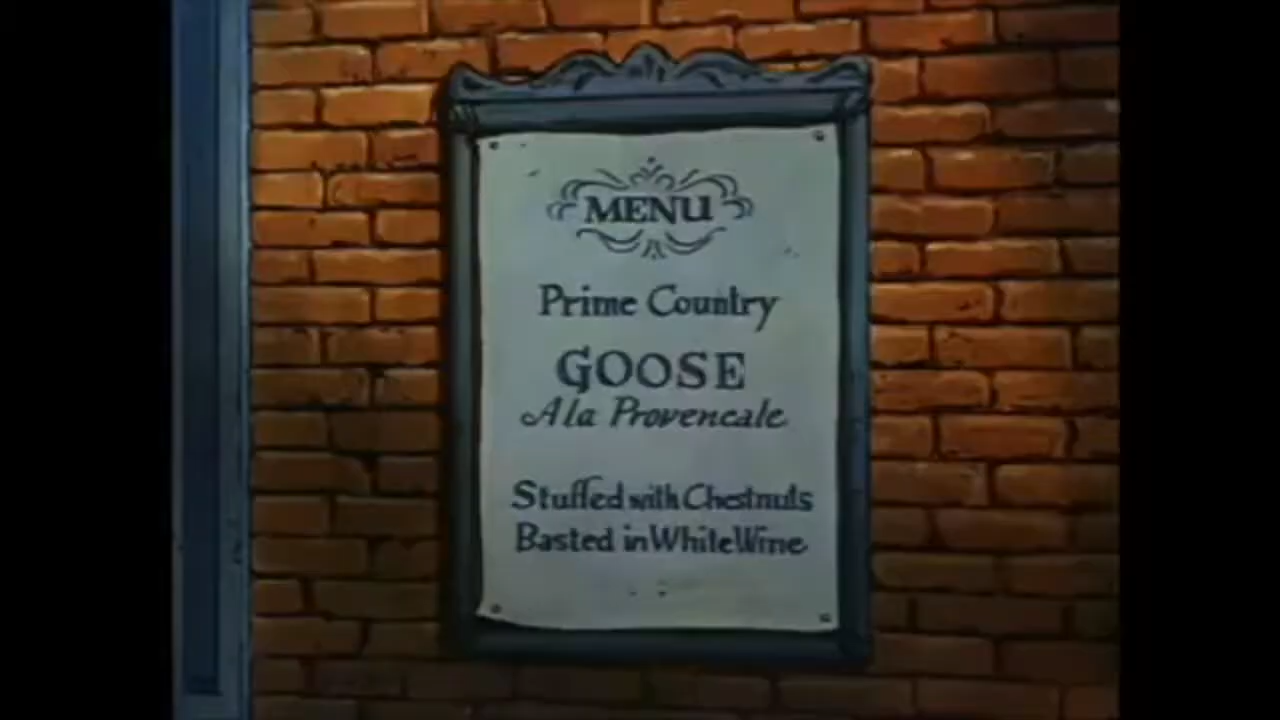 MENU
Prime Country
GOOSE
A la Provencale
Stuffed with Chestnuts
Basted in White Wine